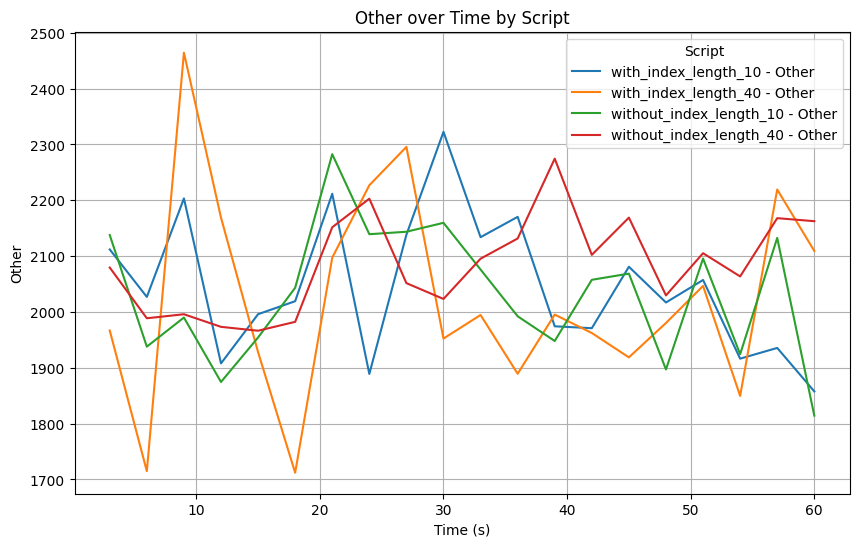 Other over Time by Script
2500
2400
2300
2200
2100
2000
1900
1800
1700
Other
10
20
30
40
50
60
Time (s)
Script
with_index_length_10 - Other
with_index_length_40 - Other
without_index_length_10 - Other
without_index_length_40 - Other